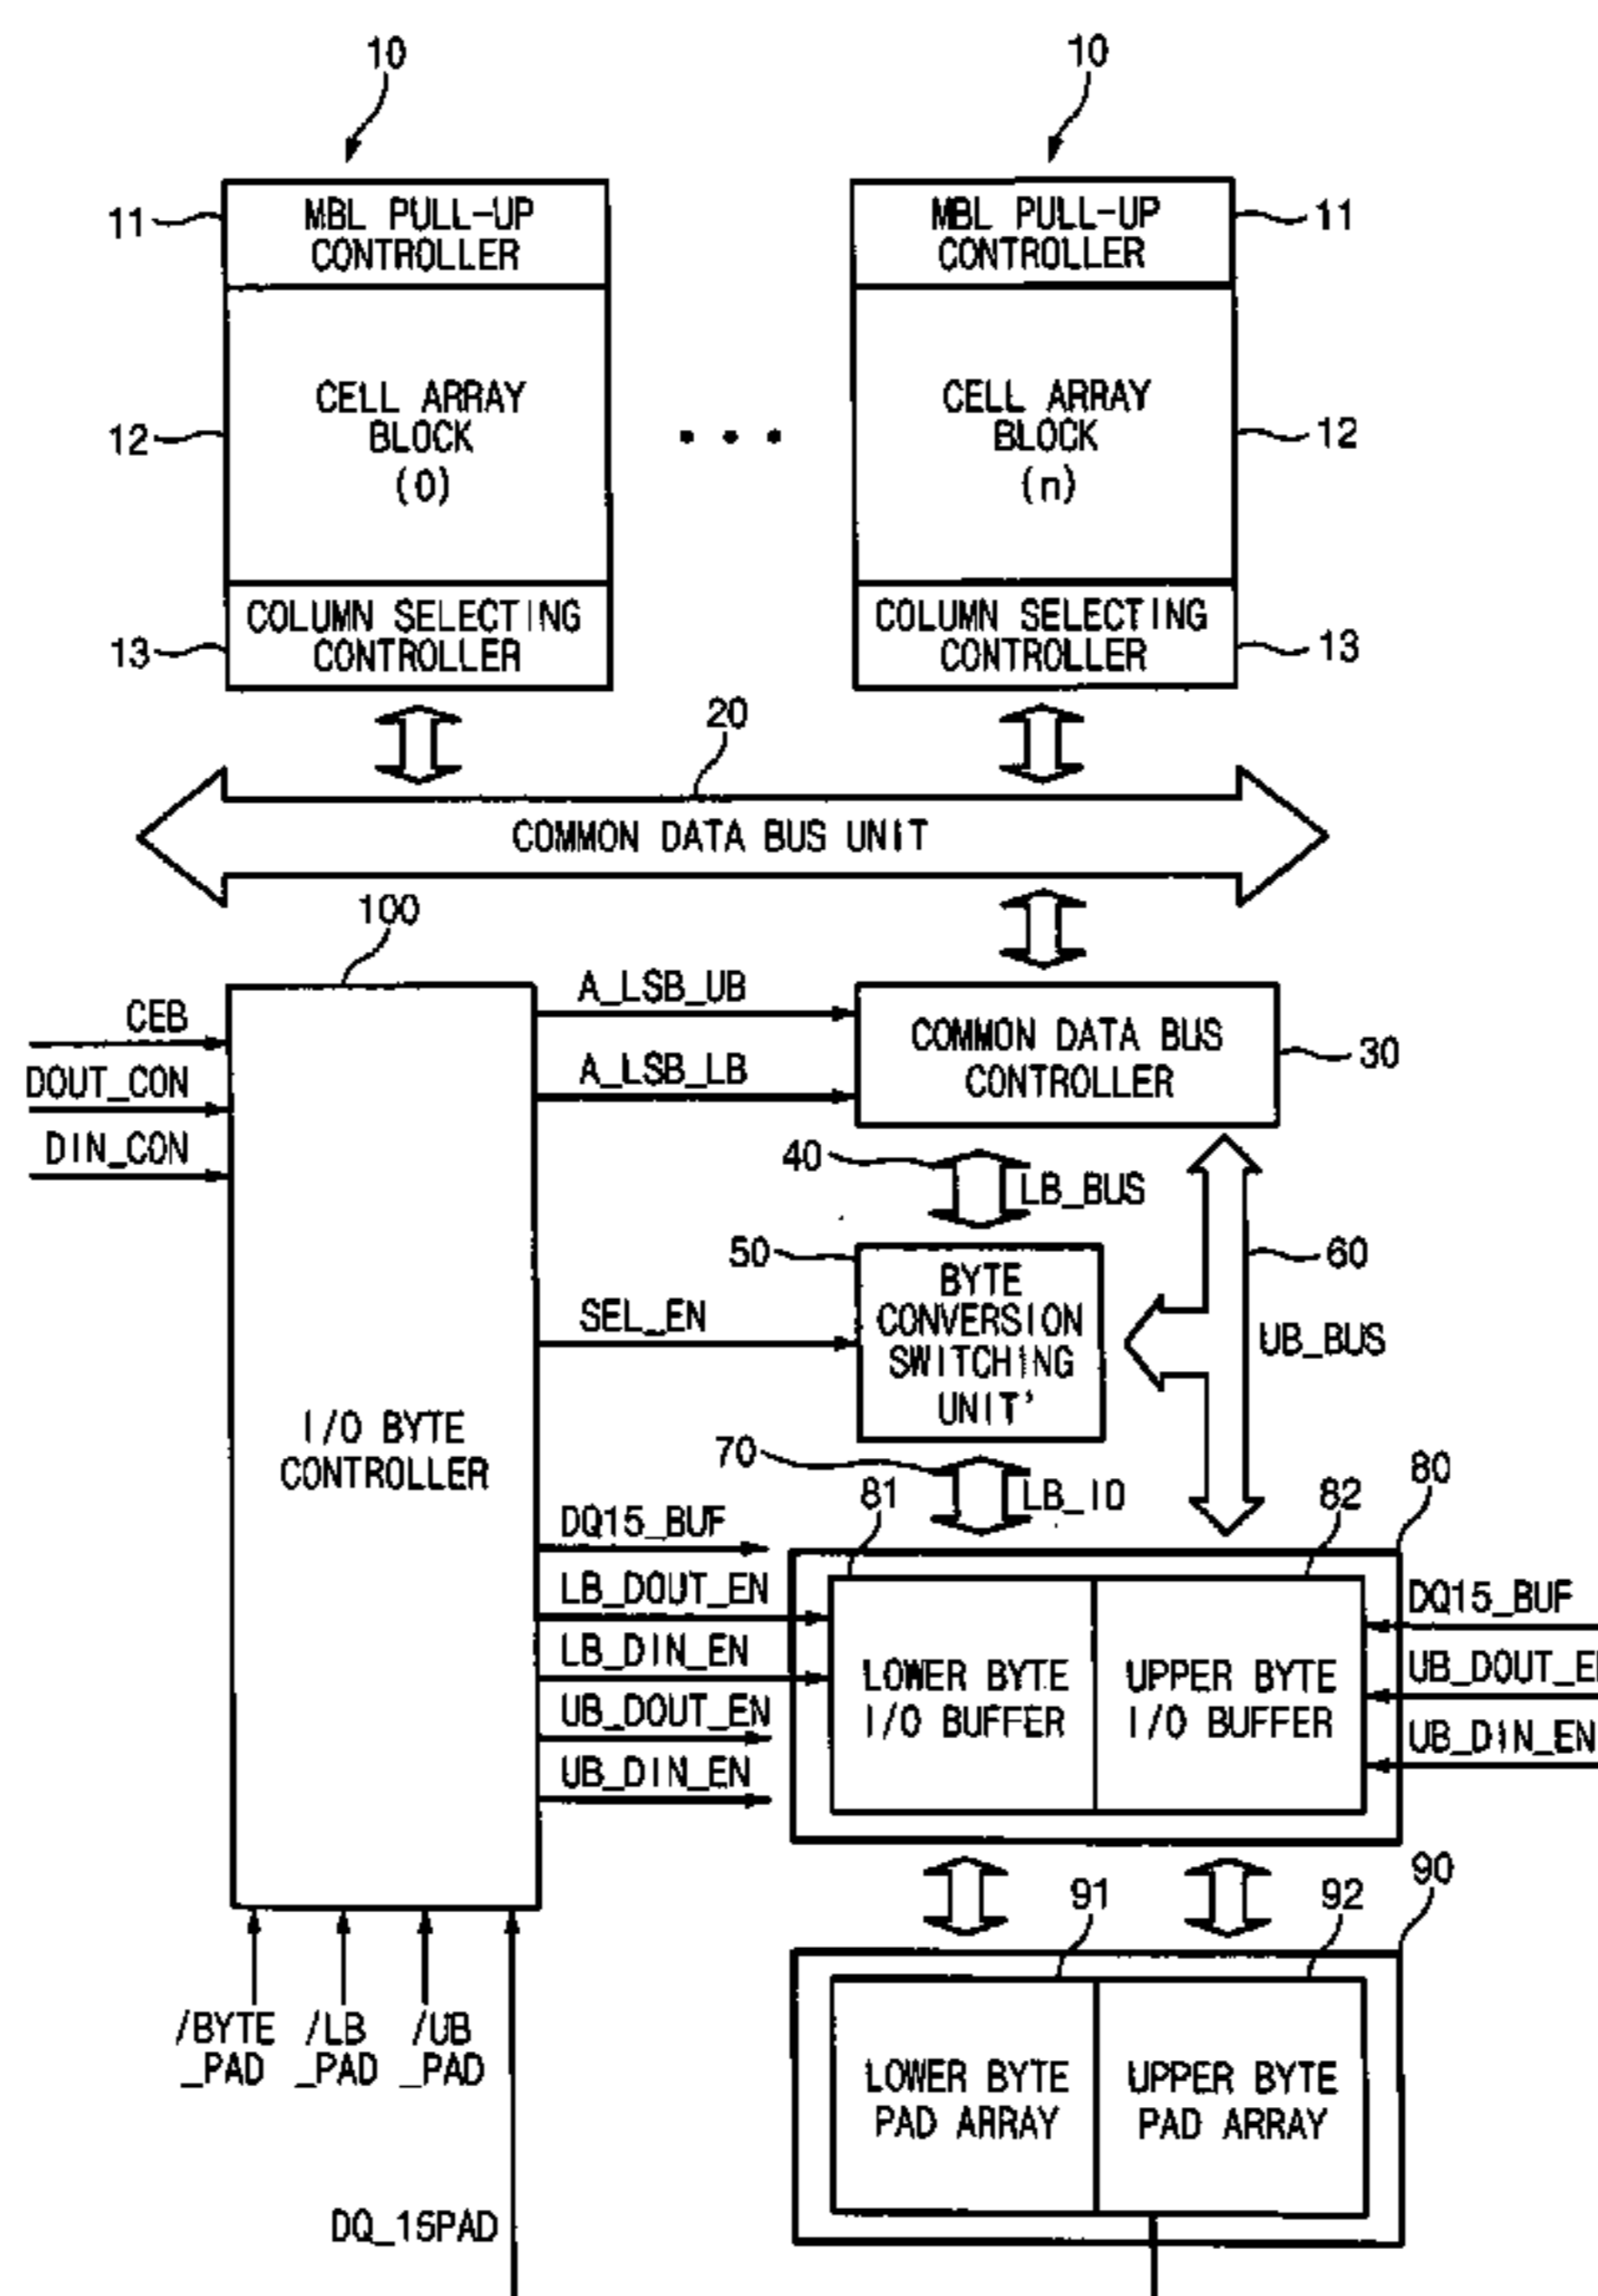 10
10
11
MBL PULL-UP
CONTROLLER
MBL PULL-UP
CONTROLLER
11
12
CELL ARRAY
BLOCK
(0)
CELL ARRAY
BLOCK
(n)
12
13
COLUMN SELECTING
CONTROLLER
COLUMN SELECTING
CONTROLLER
13
20
COMMON DATA BUS UNIT
100
CEB
DOUT_CON
DIN_CON
A_LSB_UB
A_LSB_LB
COMMON DATA BUS
CONTROLLER
30
40
LB_BUS
50
BYTE
CONVERSION
SWITCHING
UNIT'
60
UB_BUS
SEL_EN
I/O BYTE
CONTROLLER
70
LB_IO
81
82
80
DQ15_BUF
LB_DOUT_EN
LB_DIN_EN
UB_DOUT_EN
UB_DIN_EN
LOWER BYTE
I/O BUFFER
UPPER BYTE
I/O BUFFER
DQ15_BUF
UB_DOUT_E
UB_DIN_EN
91
92
90
/BYTE
_PAD
/LB
_PAD
/UB
_PAD
LOWER BYTE
PAD ARRAY
UPPER BYTE
PAD ARRAY
DQ_15PAD